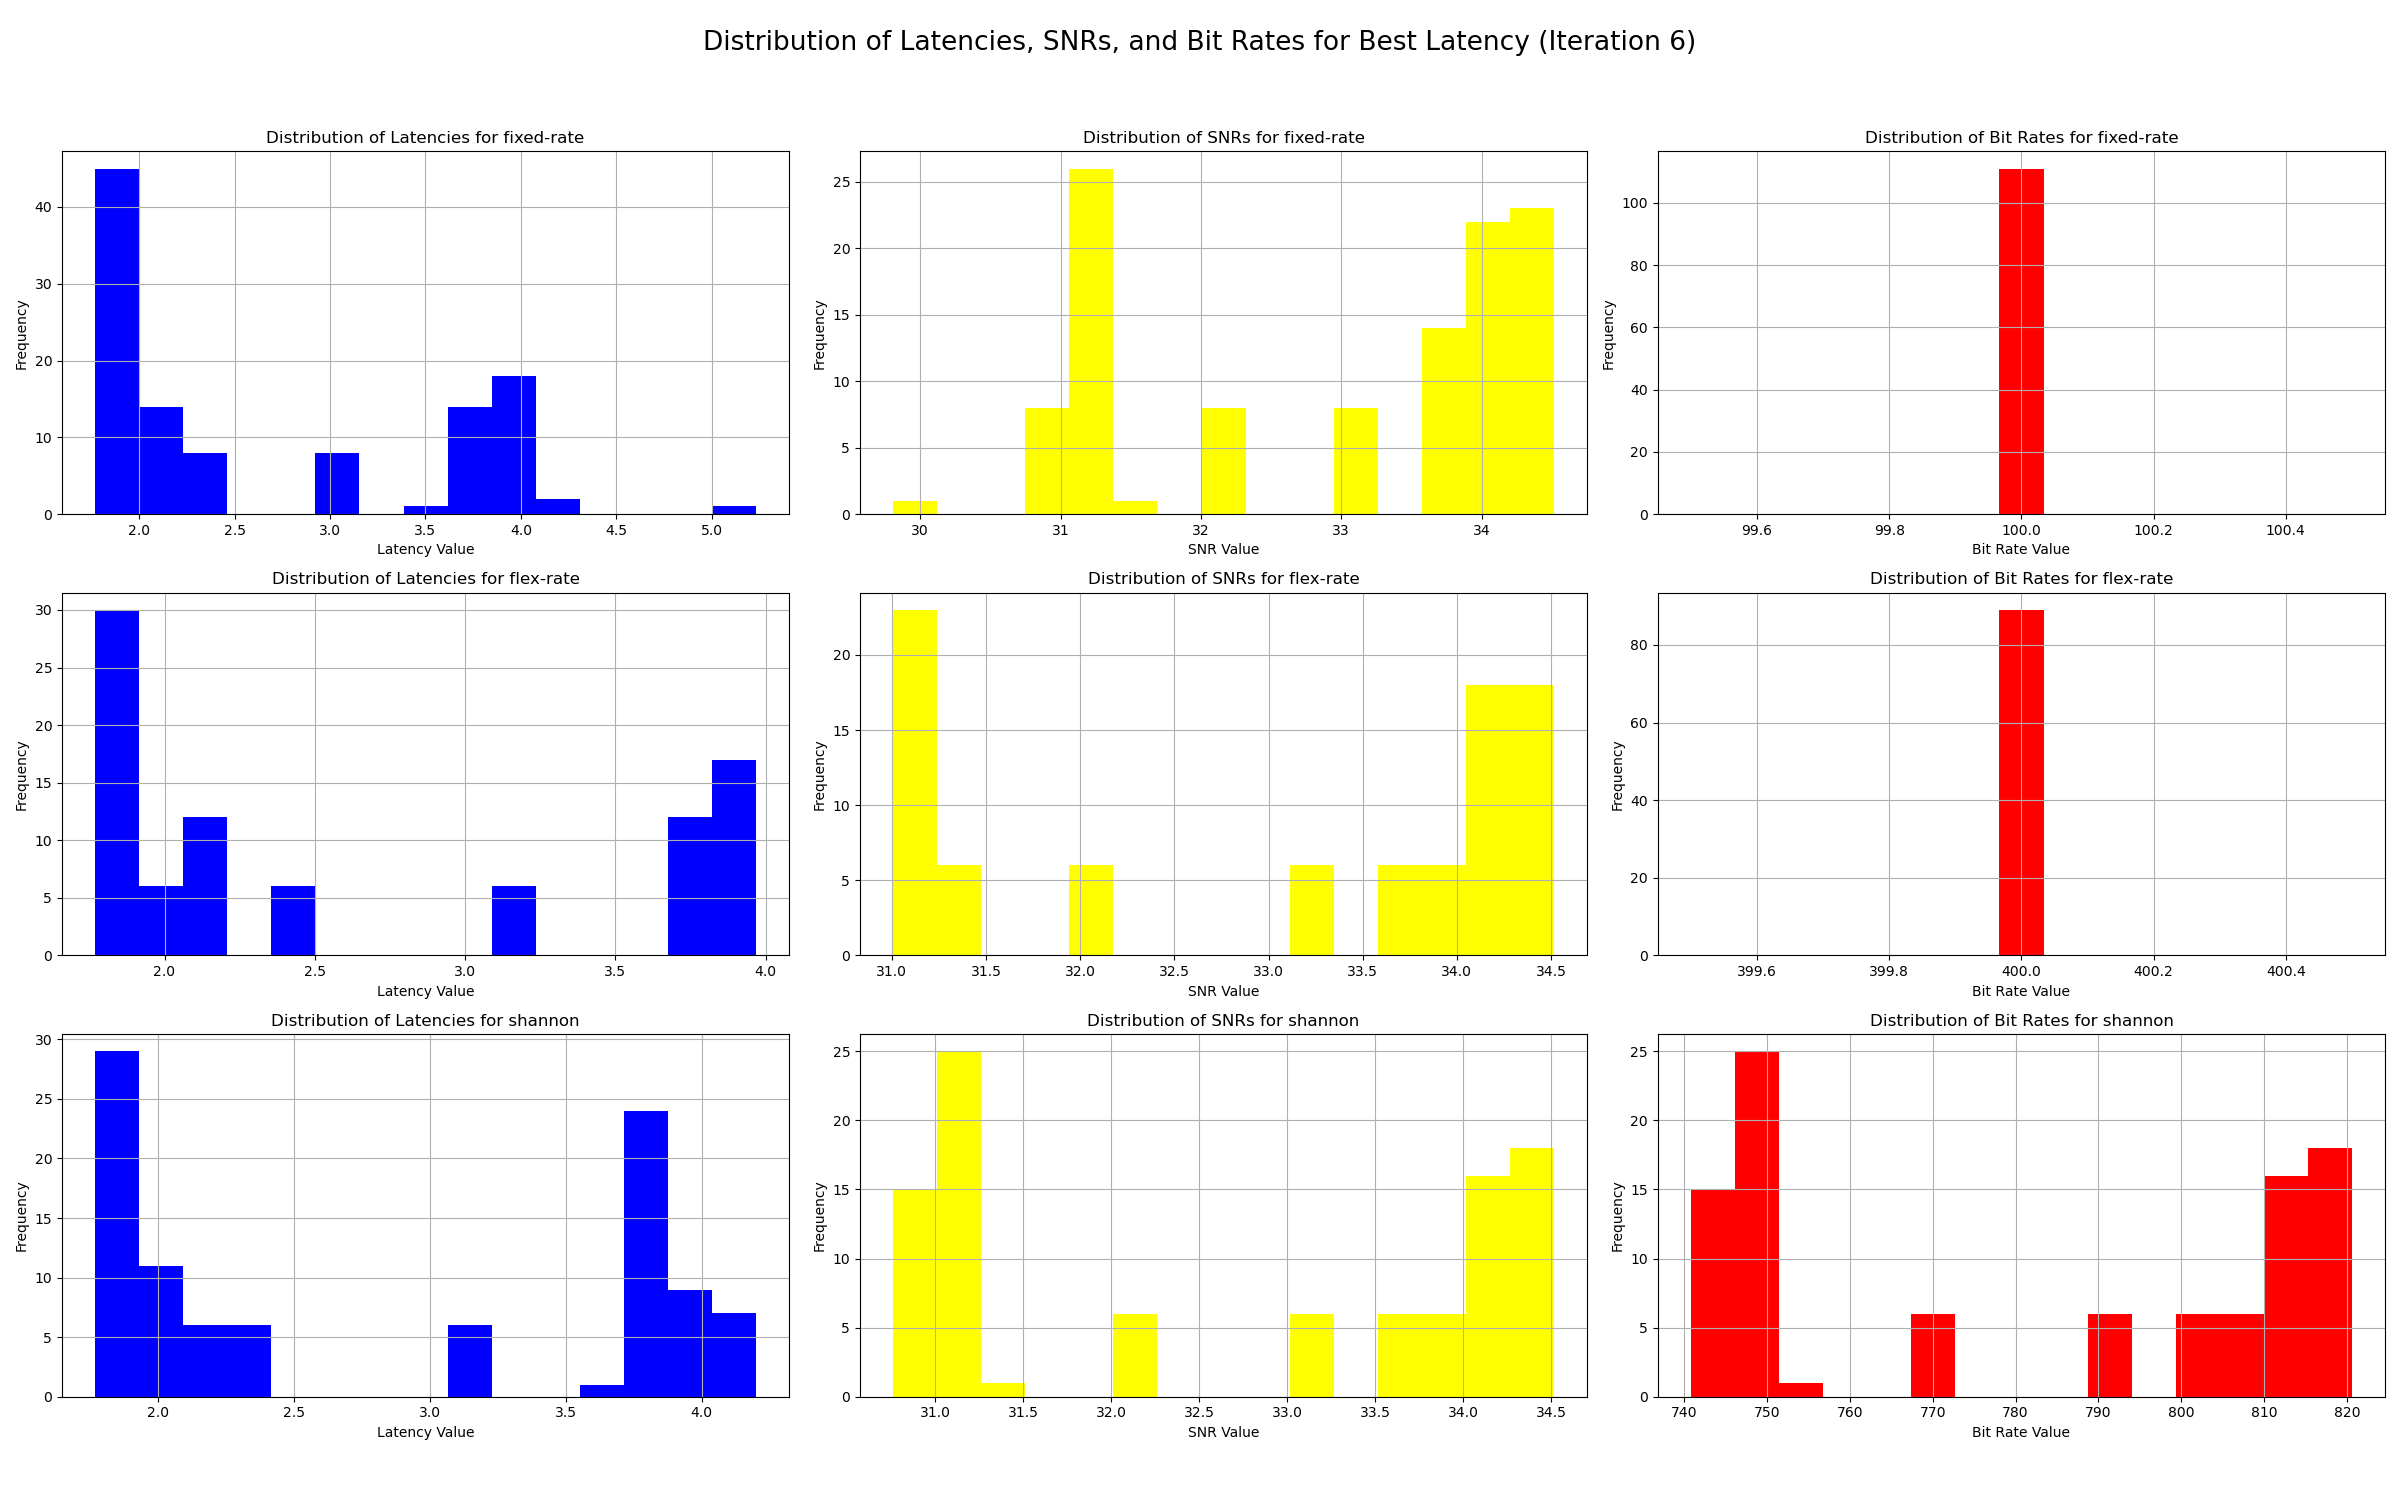 Distribution of Latencies, SNRs, and Bit Rates for Best Latency (Iteration 6)
Distribution of Latencies for fixed-rate
Frequency
0 10 20 30 40
2.0 2.5 3.0 3.5 4.0 4.5 5.0
Latency Value
Distribution of SNRs for fixed-rate
Frequency
0 5 10 15 20 25
30 31 32 33 34
SNR Value
Distribution of Bit Rates for fixed-rate
Frequency
0 20 40 60 80 100
99.6 99.8 100.0 100.2 100.4
Bit Rate Value
Distribution of Latencies for flex-rate
Frequency
0 5 10 15 20 25 30
2.0 2.5 3.0 3.5 4.0
Latency Value
Distribution of SNRs for flex-rate
Frequency
0 5 10 15 20
31.0 31.5 32.0 32.5 33.0 33.5 34.0 34.5
SNR Value
Distribution of Bit Rates for flex-rate
Frequency
0 20 40 60 80
399.6 399.8 400.0 400.2 400.4
Bit Rate Value
Distribution of Latencies for shannon
Frequency
0 5 10 15 20 25 30
2.0 2.5 3.0 3.5 4.0
Latency Value
Distribution of SNRs for shannon
Frequency
0 5 10 15 20 25
31.0 31.5 32.0 32.5 33.0 33.5 34.0 34.5
SNR Value
Distribution of Bit Rates for shannon
Frequency
0 5 10 15 20 25
740 750 760 770 780 790 800 810 820
Bit Rate Value